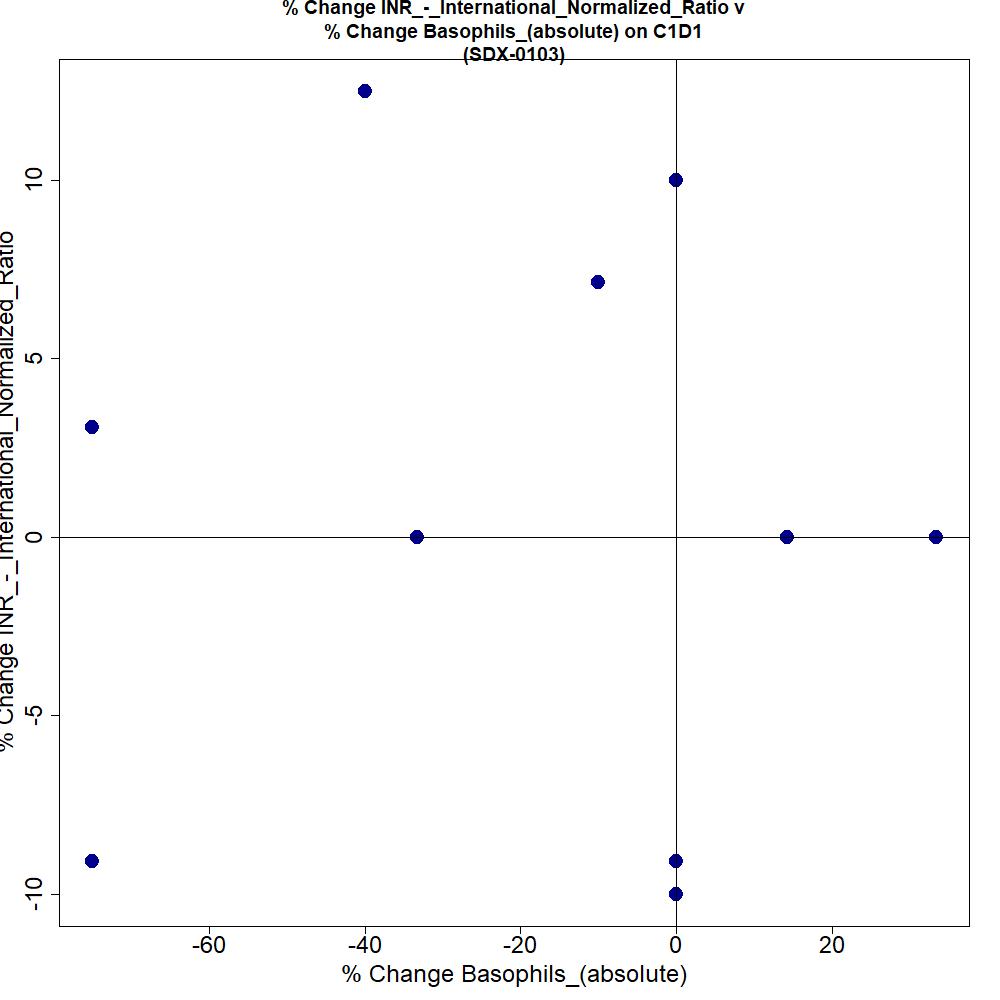 % Change INR_-_International_Normalized_Ratio v
% Change Basophils_(absolute) on C1D1
(SDX-0103)
% Change INR_-_International_Normalized_Ratio
10
5
0
-5
-10
-60 -40 -20 0 20
% Change Basophils_(absolute)